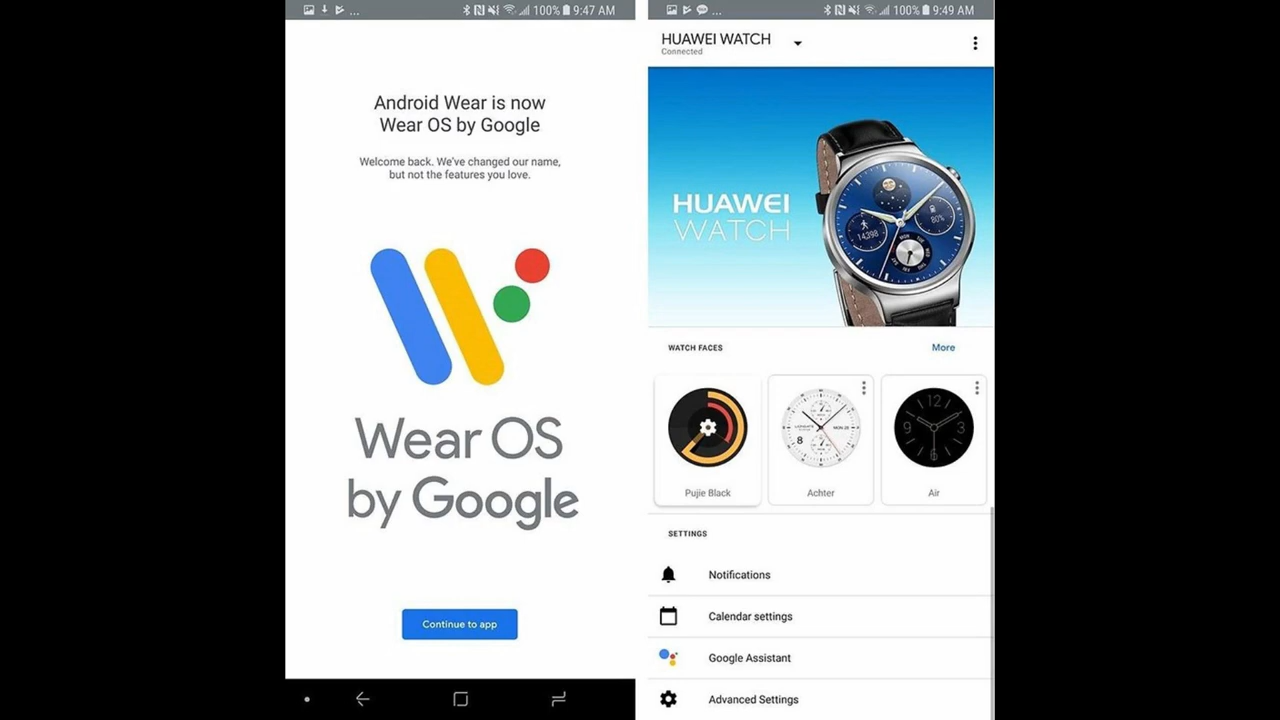 ... 100% 9:47 AM
Android Wear is now
Wear OS by Google
Welcome back. We've changed our name,
but not the features you love.
Wear OS
by Google
Continue to app
... 100% 9:49 AM
HUAWEI WATCH
Connected
HUAWEI
WATCH
14398
80%
WATCH FACES
More
Pujie Black
Achter
Air
SETTINGS
Notifications
Calendar settings
Google Assistant
Advanced Settings